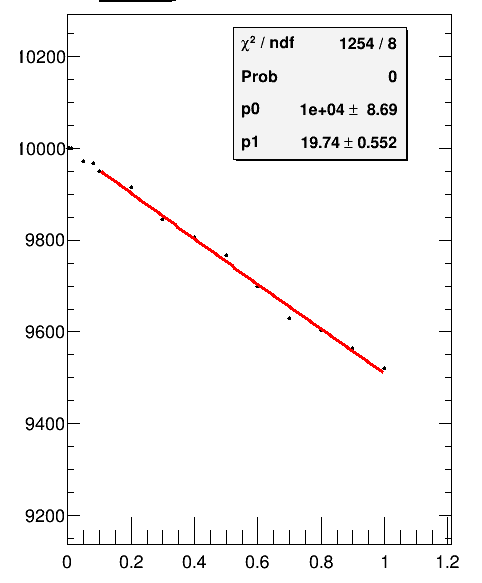 χ² / ndf 1254 / 8
Prob 0
p0 1e+04 ± 8.69
p1 19.74 ± 0.552
10200
10000
9800
9600
9400
9200
0 0.2 0.4 0.6 0.8 1 1.2